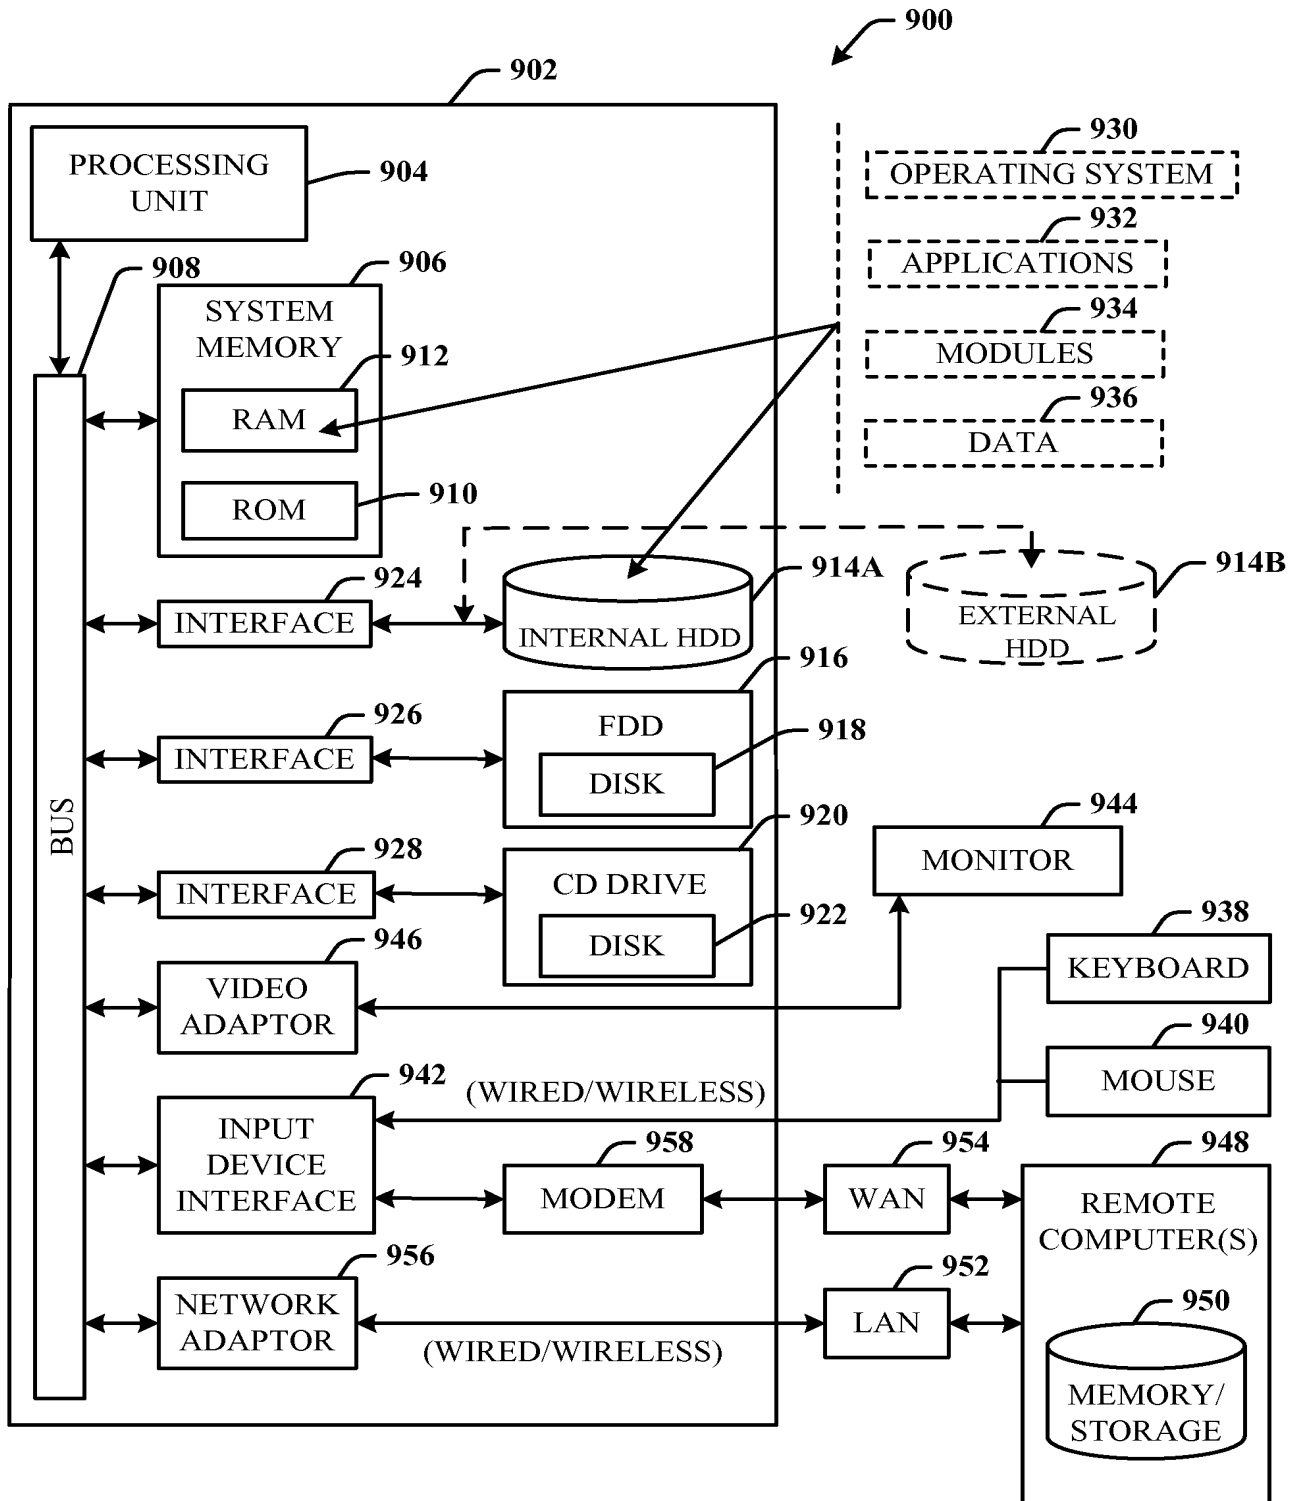 900
902
PROCESSING
UNIT
904
930
OPERATING SYSTEM
932
APPLICATIONS
934
MODULES
936
DATA
908
906
SYSTEM
MEMORY
912
RAM
910
ROM
924
INTERFACE
914A
INTERNAL HDD
914B
EXTERNAL
HDD
916
FDD
926
INTERFACE
918
DISK
BUS
920
CD DRIVE
928
INTERFACE
922
DISK
944
MONITOR
938
KEYBOARD
946
VIDEO
ADAPTOR
940
MOUSE
942
INPUT
DEVICE
INTERFACE
(WIRED/WIRELESS)
958
MODEM
954
WAN
948
REMOTE
COMPUTER(S)
956
NETWORK
ADAPTOR
(WIRED/WIRELESS)
952
LAN
950
MEMORY/
STORAGE